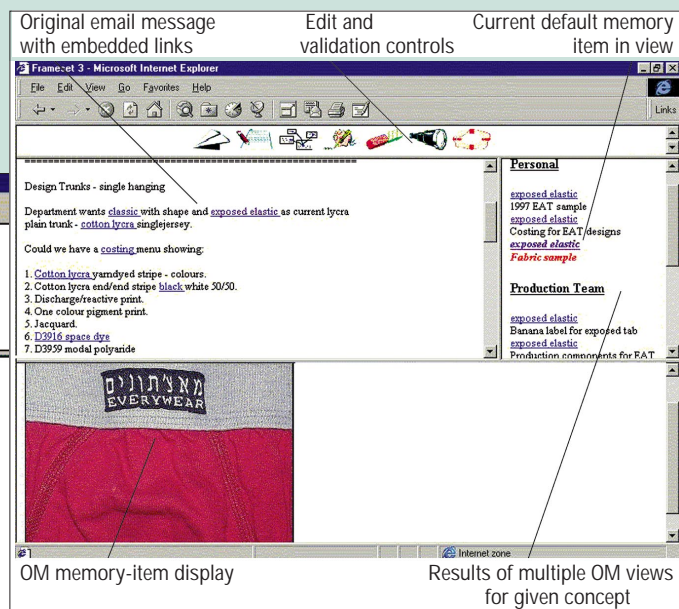 Original email message
with embedded links
Edit and
validation controls
Current default memory
item in view
Frameset 3 - Microsoft Internet Explorer
File Edit View Go Favorites Help
Links
Design Trunks - single hanging
Department wants classic with shape and exposed elastic as current lycra
plain trunk - cotton lycra singlejersey.
Could we have a costing menu showing:
1. Cotton lycra yarndyed stripe - colours.
2. Cotton lycra end/end stripe black white 50/50.
3. Discharge/reactive print.
4. One colour pigment print.
5. Jacquard.
6. D3916 space dye
7. D3959 modal polyaride
Personal
exposed elastic
1997 EAT sample
exposed elastic
Costing for EAT designs
exposed elastic
Fabric sample
Production Team
exposed elastic
Banana label for exposed tab
exposed elastic
Production components for EAT
EVERYWEAR
Internet zone
OM memory-item display
Results of multiple OM views
for given concept